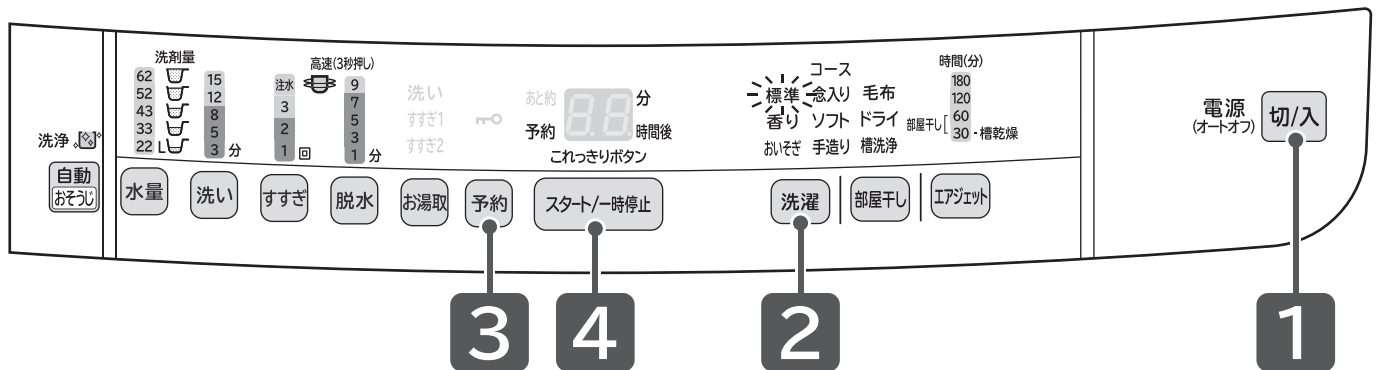 洗剤量
62
52
43
33
22 L
15
12
8
5
3 分
注水
3
2
1 回
高速(3秒押し)
9
7
5
3
1 分
洗い
すすぎ1
すすぎ2
あと約 88 分
予約 時間後
これっきりボタン
コース
標準 念入り 毛布
香り ソフト ドライ
おいそぎ 手造り 槽洗浄
時間(分)
180
120
部屋干し[ 60
30 - 槽乾燥
電源
(オートオフ)
切/入
洗浄
自動
おそうじ
水量
洗い
すすぎ
脱水
お湯取
予約
スタート/一時停止
洗濯
部屋干し
エアジェット
3
4
2
1